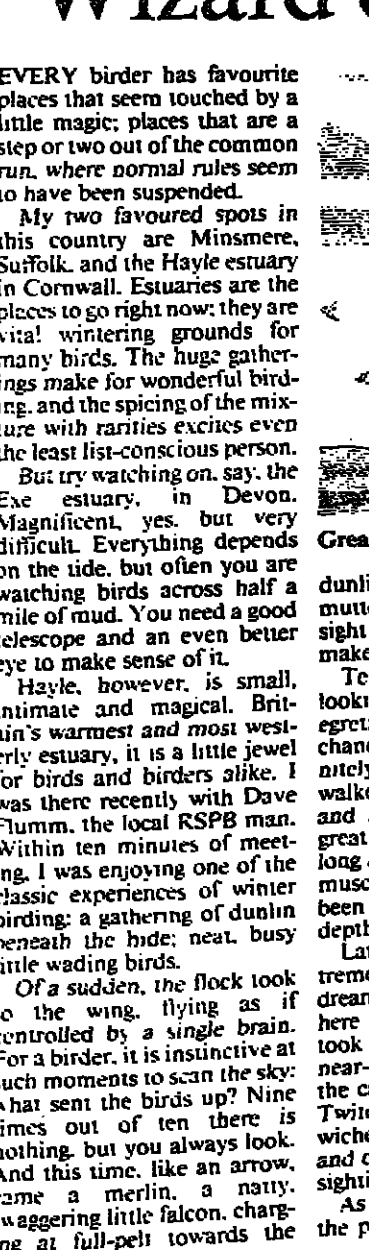 Wizard
EVERY birder has favourite
places that seem touched by a
little magic; places that are a
step or two out of the common
run, where normal rules seem
to have been suspended.
My two favoured spots in
this country are Minsmere,
Suffolk, and the Hayle estuary
in Cornwall. Estuaries are the
places to go right now: they are
vital wintering grounds for
many birds. The huge gather-
ings make for wonderful bird-
ing, and the spicing of the mix-
ture with rarities excites even
the least list-conscious person.
But try watching on, say, the
Exe estuary, in Devon.
Magnificent, yes, but very
difficult. Everything depends
on the tide, but often you are
watching birds across half a
mile of mud. You need a good
telescope and an even better
eye to make sense of it.
Hayle, however, is small,
intimate and magical. Brit-
ain's warmest and most west-
erly estuary, it is a little jewel
for birds and birders alike. I
was there recently with Dave
Flumm, the local RSPB man.
Within ten minutes of meet-
ing, I was enjoying one of the
classic experiences of winter
birding: a gathering of dunlin
beneath the hide; neat, busy
little wading birds.
Of a sudden, the flock took
to the wing, flying as if
controlled by a single brain.
For a birder, it is instinctive at
such moments to scan the sky:
what sent the birds up? Nine
times out of ten there is
nothing, but you always look.
And this time, like an arrow,
came a merlin, a natty,
swaggering little falcon, charg-
ing at full-pelt towards the
Grea
dunli
mutte
sight
make
Te
looki
egret
chanc
nitely
walke
and
great
long
musc
been
depth
Lat
treme
dream
here
took
near-
the c
Twite
wiche
and c
sighti
As
the p